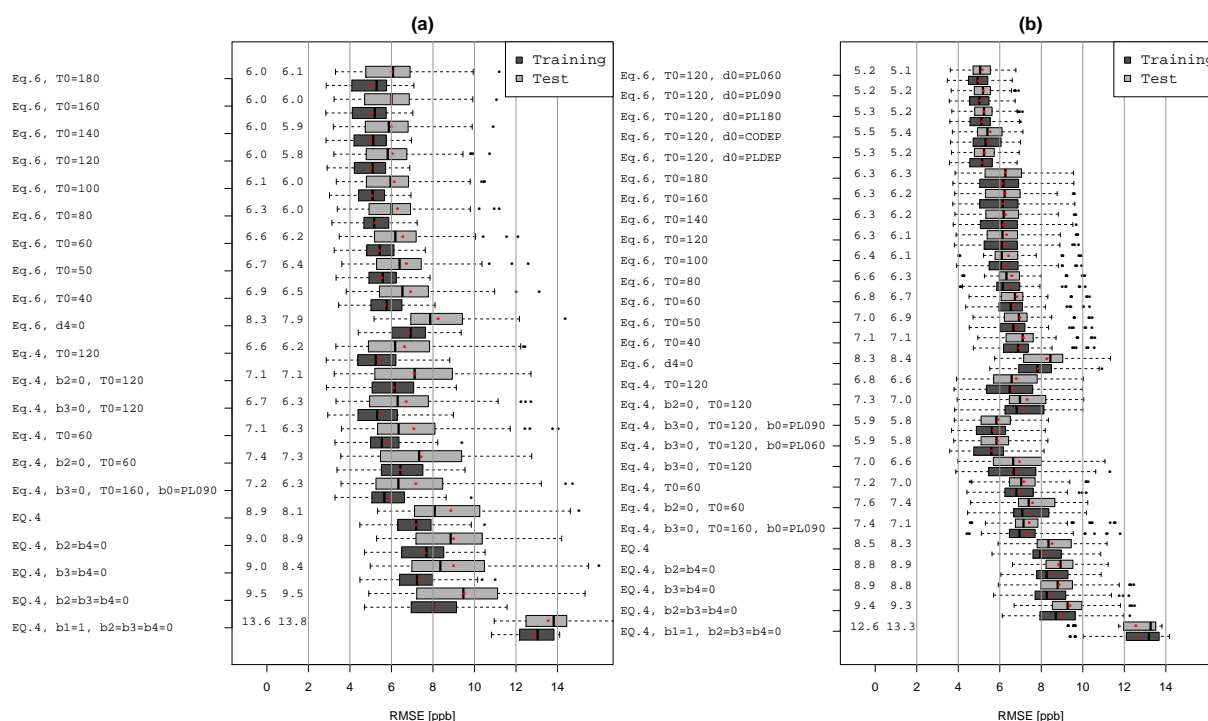 (a)
Training
Test
Eq.6, T0=180 6.0 6.1
Eq.6, T0=160 6.0 6.0
Eq.6, T0=140 6.0 5.9
Eq.6, T0=120 6.0 5.8
Eq.6, T0=100 6.1 6.0
Eq.6, T0=80 6.3 6.0
Eq.6, T0=60 6.6 6.2
Eq.6, T0=50 6.7 6.4
Eq.6, T0=40 6.9 6.5
Eq.6, d4=0 8.3 7.9
Eq.4, T0=120 6.6 6.2
Eq.4, b2=0, T0=120 7.1 7.1
Eq.4, b3=0, T0=120 6.7 6.3
Eq.4, T0=60 7.1 6.3
Eq.4, b2=0, T0=60 7.4 7.3
Eq.4, b3=0, T0=160, b0=PL090 7.2 6.3
EQ.4 8.9 8.1
EQ.4, b2=b4=0 9.0 8.9
EQ.4, b3=b4=0 9.0 8.4
EQ.4, b2=b3=b4=0 9.5 9.5
EQ.4, b1=1, b2=b3=b4=0 13.6 13.8
0 2 4 6 8 10 12 14
RMSE [ppb]
(b)
Training
Test
Eq.6, T0=120, d0=PL060 5.2 5.1
Eq.6, T0=120, d0=PL090 5.2 5.2
Eq.6, T0=120, d0=PL180 5.3 5.2
Eq.6, T0=120, d0=CODEP 5.5 5.4
Eq.6, T0=120, d0=PLDEP 5.3 5.2
Eq.6, T0=180 6.3 6.3
Eq.6, T0=160 6.3 6.2
Eq.6, T0=140 6.3 6.2
Eq.6, T0=120 6.3 6.1
Eq.6, T0=100 6.4 6.1
Eq.6, T0=80 6.6 6.3
Eq.6, T0=60 6.8 6.7
Eq.6, T0=50 7.0 6.9
Eq.6, T0=40 7.1 7.1
Eq.6, d4=0 8.3 8.4
Eq.4, T0=120 6.8 6.6
Eq.4, b2=0, T0=120 7.3 7.0
Eq.4, b3=0, T0=120, b0=PL090 5.9 5.8
Eq.4, b3=0, T0=120, b0=PL060 5.9 5.8
Eq.4, b3=0, T0=120 7.0 6.6
Eq.4, T0=60 7.2 7.0
Eq.4, b2=0, T0=60 7.6 7.4
Eq.4, b3=0, T0=160, b0=PL090 7.4 7.1
EQ.4 8.5 8.3
EQ.4, b2=b4=0 8.8 8.9
EQ.4, b3=b4=0 8.9 8.8
EQ.4, b2=b3=b4=0 9.4 9.3
EQ.4, b1=1, b2=b3=b4=0 12.6 13.3
0 2 4 6 8 10 12 14
RMSE [ppb]